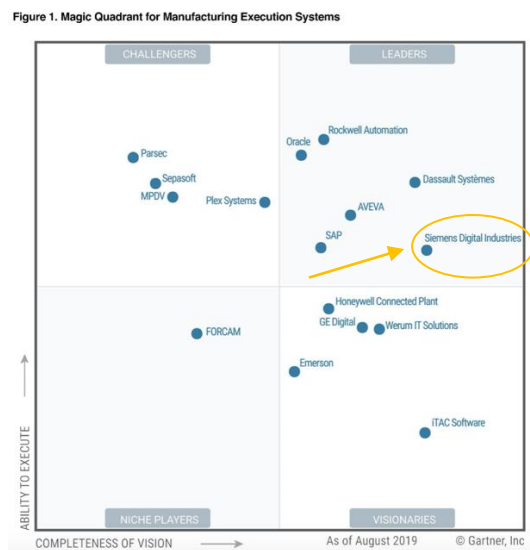 Figure 1. Magic Quadrant for Manufacturing Execution Systems
CHALLENGERS
LEADERS
Rockwell Automation
Oracle
Parsec
Sepasoft
MPDV
Plex Systems
Dassault Systèmes
AVEVA
SAP
Siemens Digital Industries
Honeywell Connected Plant
GE Digital
Werum IT Solutions
FORCAM
Emerson
iTAC Software
ABILITY TO EXECUTE
NICHE PLAYERS
VISIONARIES
COMPLETENESS OF VISION
As of August 2019
© Gartner, Inc